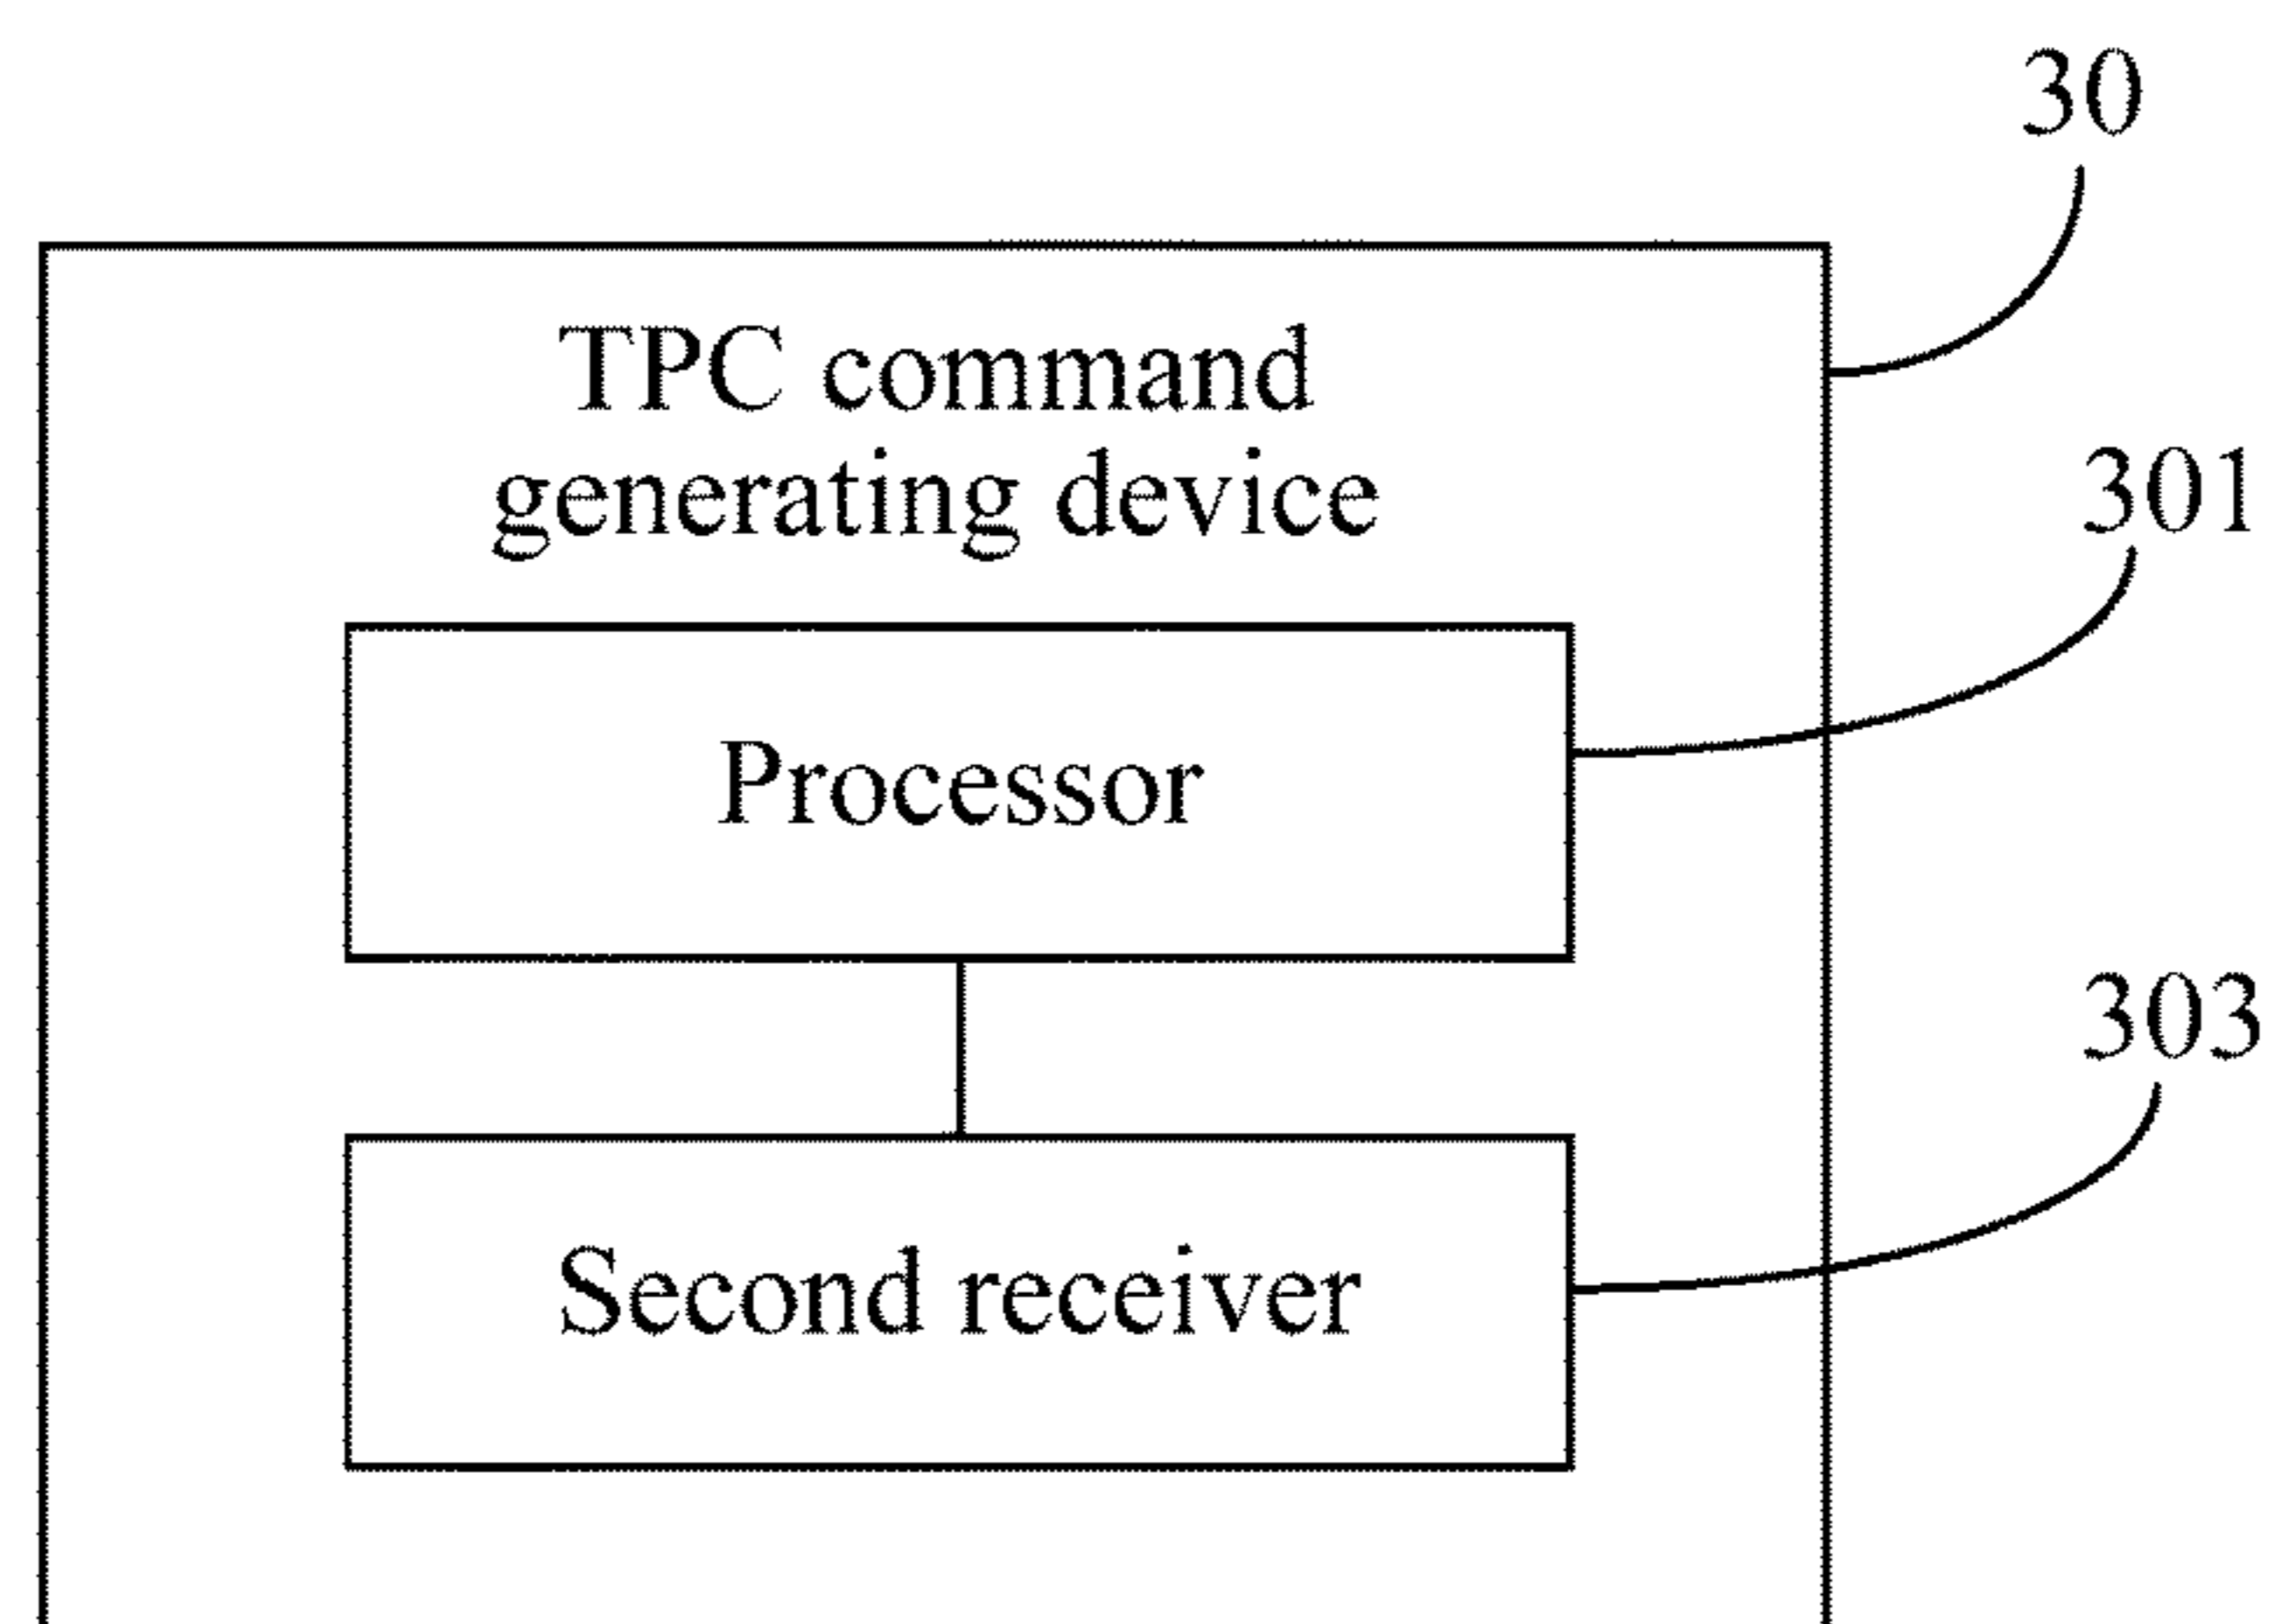 30
TPC command
generating device
301
Processor
303
Second receiver